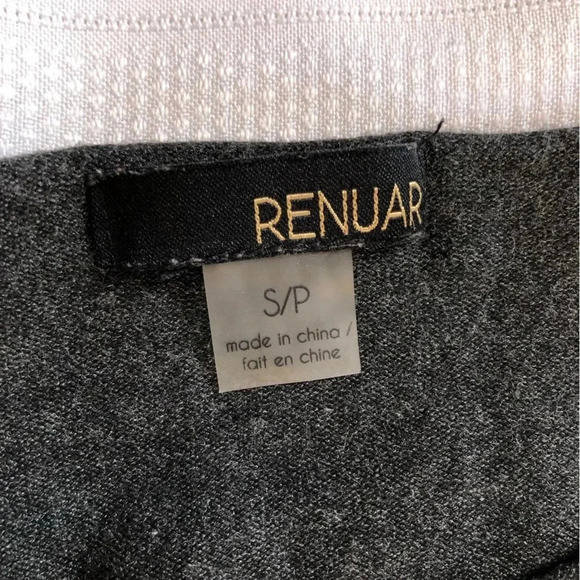 RENUAR
S/P
made in china /
fait en chine